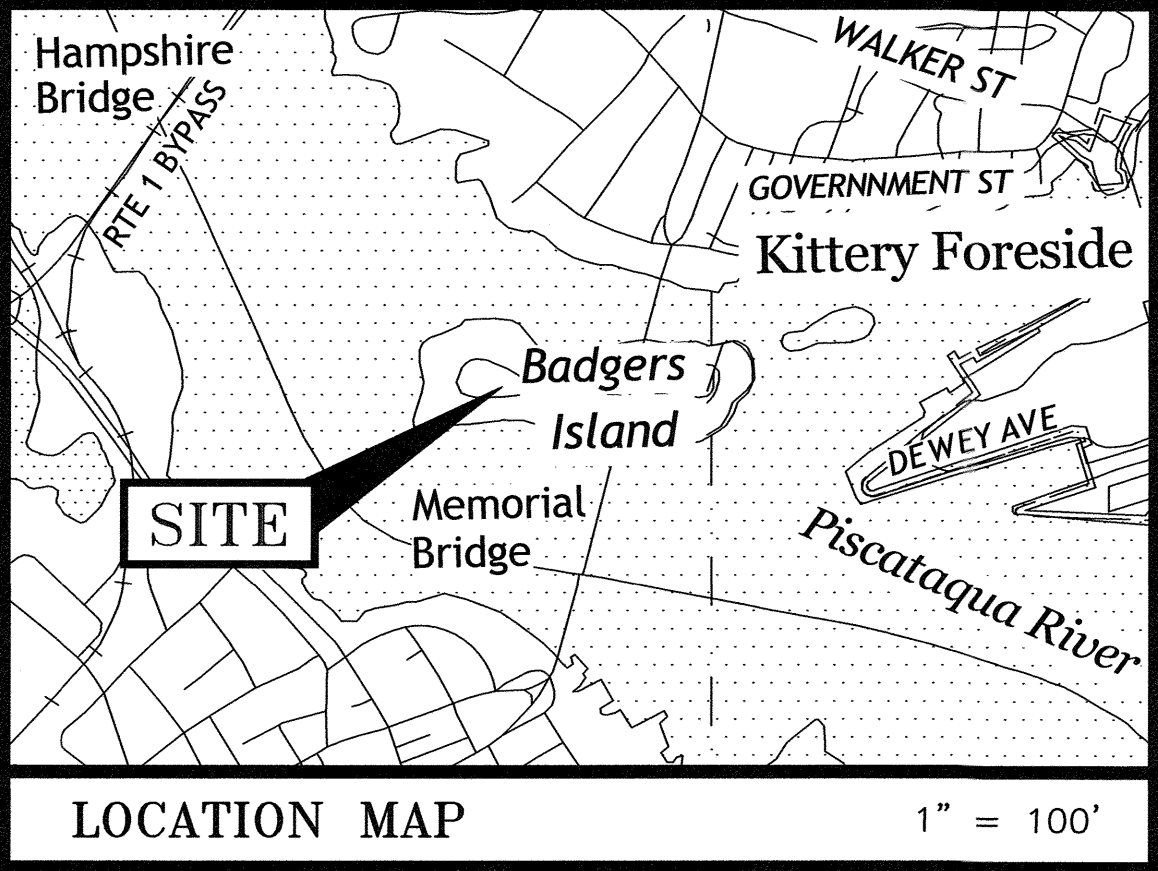 Hampshire
Bridge
RTE 1 BYPASS
WALKER ST
GOVERNNMENT ST
Kittery Foreside
Badgers
Island
DEWEY AVE
SITE
Memorial
Bridge
Piscataqua River
LOCATION MAP
1" = 100'